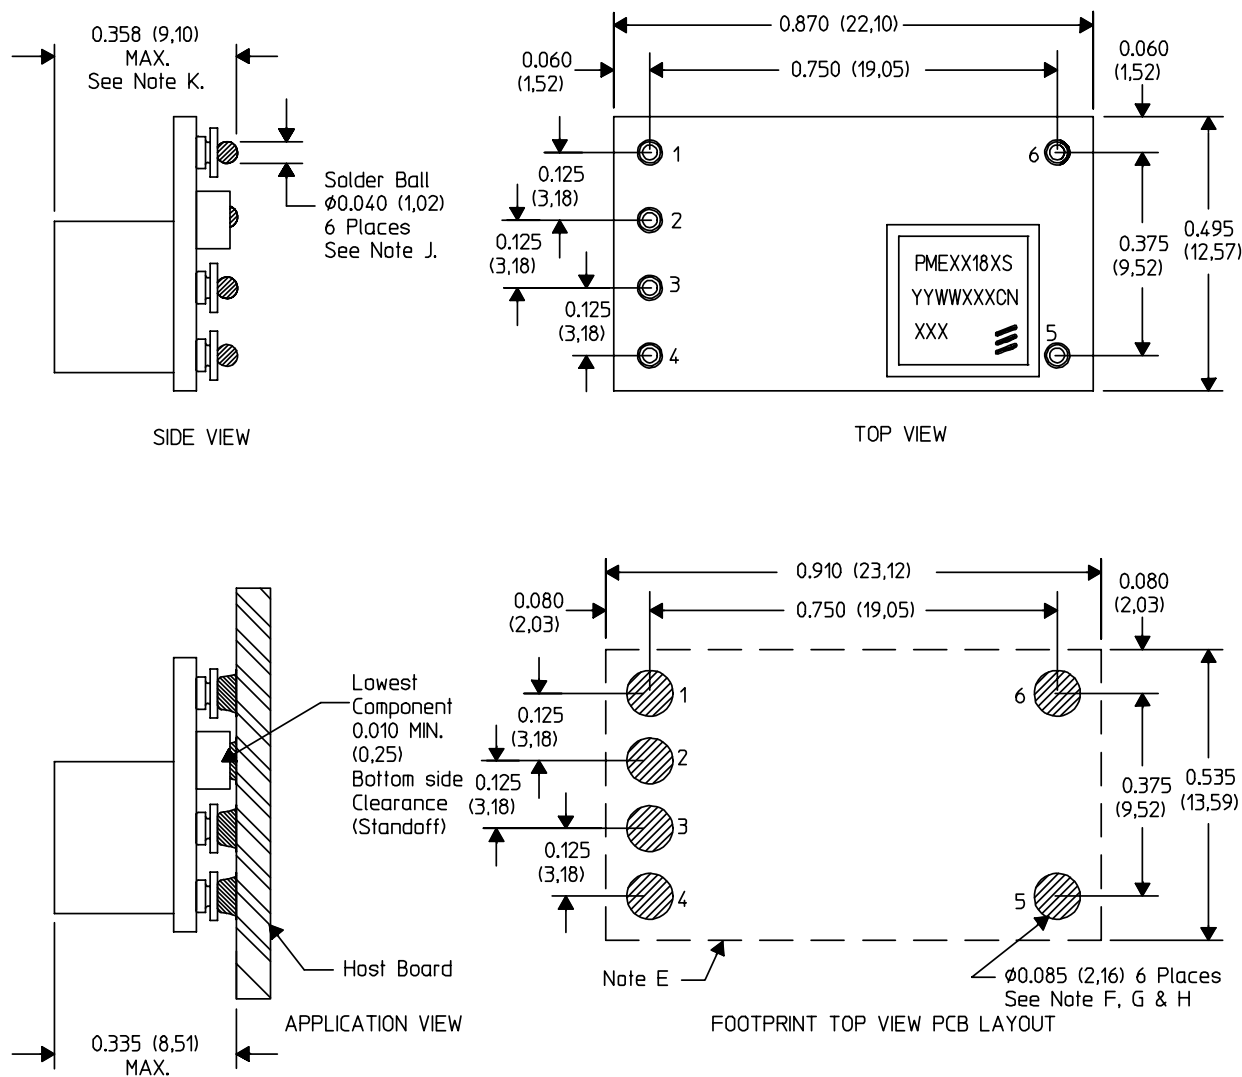 0.358 (9,10)
MAX.
See Note K.
Solder Ball
Ø0.040 (1,02)
6 Places
See Note J.
SIDE VIEW
0.870 (22,10)
0.060
(1,52)
0.750 (19,05)
0.060
(1,52)
1
6
0.125
(3,18)
2
0.125
(3,18)
3
0.125
(3,18)
4
PMEXX18XS
YYWWXXXCN
XXX
5
0.375
(9,52)
0.495
(12,57)
TOP VIEW
Lowest
Component
0.010 MIN.
(0,25)
Bottom side
Clearance
(Standoff)
Host Board
APPLICATION VIEW
0.335 (8,51)
MAX.
0.910 (23,12)
0.080
(2,03)
0.750 (19,05)
0.080
(2,03)
1
6
0.125
(3,18)
2
0.125
(3,18)
3
0.125
(3,18)
4
5
0.375
(9,52)
0.535
(13,59)
Note E
Ø0.085 (2,16) 6 Places
See Note F, G & H
FOOTPRINT TOP VIEW PCB LAYOUT